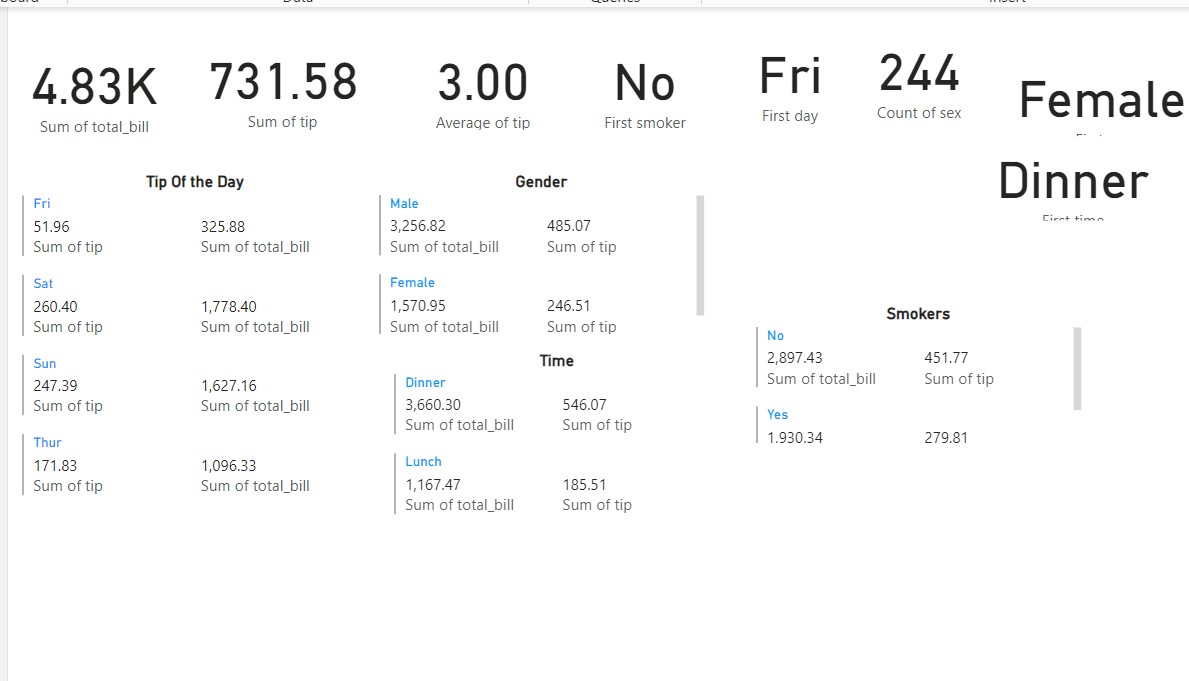 Data
Queries
Insert
4.83K
Sum of total_bill
731.58
Sum of tip
3.00
Average of tip
No
First smoker
Fri
First day
244
Count of sex
Female
Dinner
First time
Tip Of the Day
Fri
51.96 325.88
Sum of tip Sum of total_bill
Sat
260.40 1,778.40
Sum of tip Sum of total_bill
Sun
247.39 1,627.16
Sum of tip Sum of total_bill
Thur
171.83 1,096.33
Sum of tip Sum of total_bill
Gender
Male
3,256.82 485.07
Sum of total_bill Sum of tip
Female
1,570.95 246.51
Sum of total_bill Sum of tip
Time
Dinner
3,660.30 546.07
Sum of total_bill Sum of tip
Lunch
1,167.47 185.51
Sum of total_bill Sum of tip
Smokers
No
2,897.43 451.77
Sum of total_bill Sum of tip
Yes
1.930.34 279.81